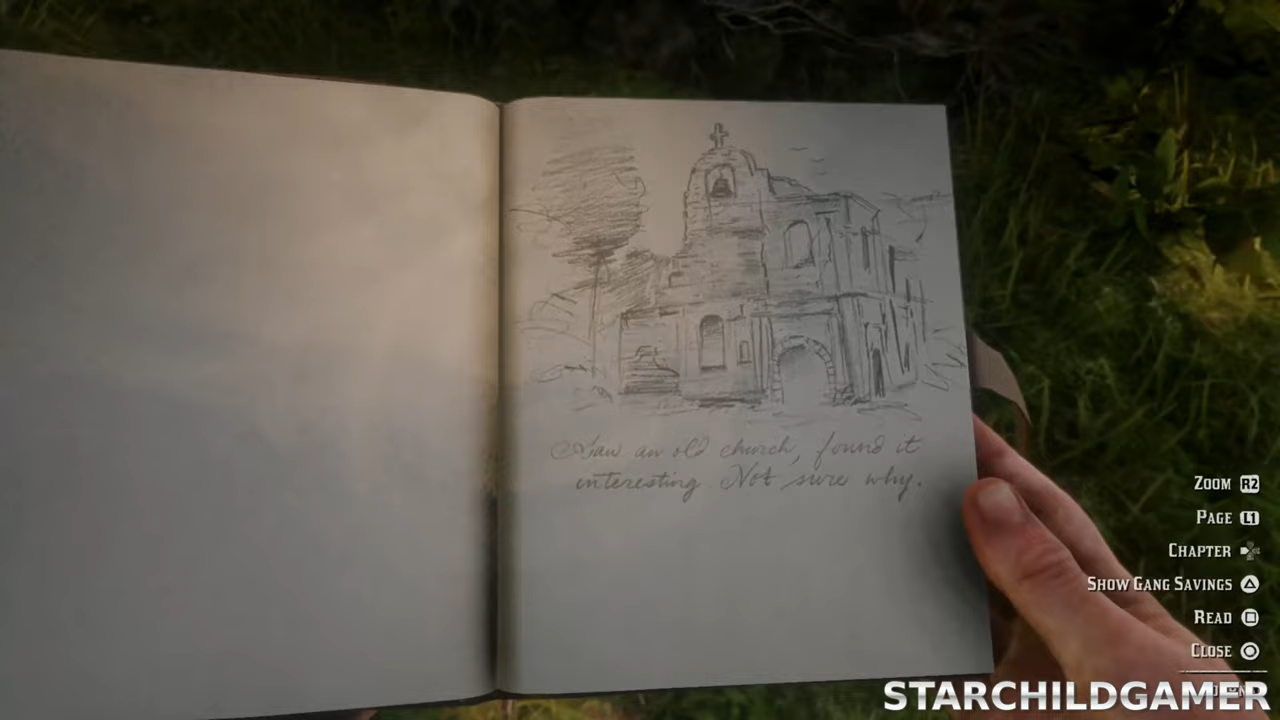 Saw an old church, found it
interesting Not sure why.
ZOOM R2
PAGE L1
CHAPTER
SHOW GANG SAVINGS
READ
CLOSE
STARCHILDGAMER